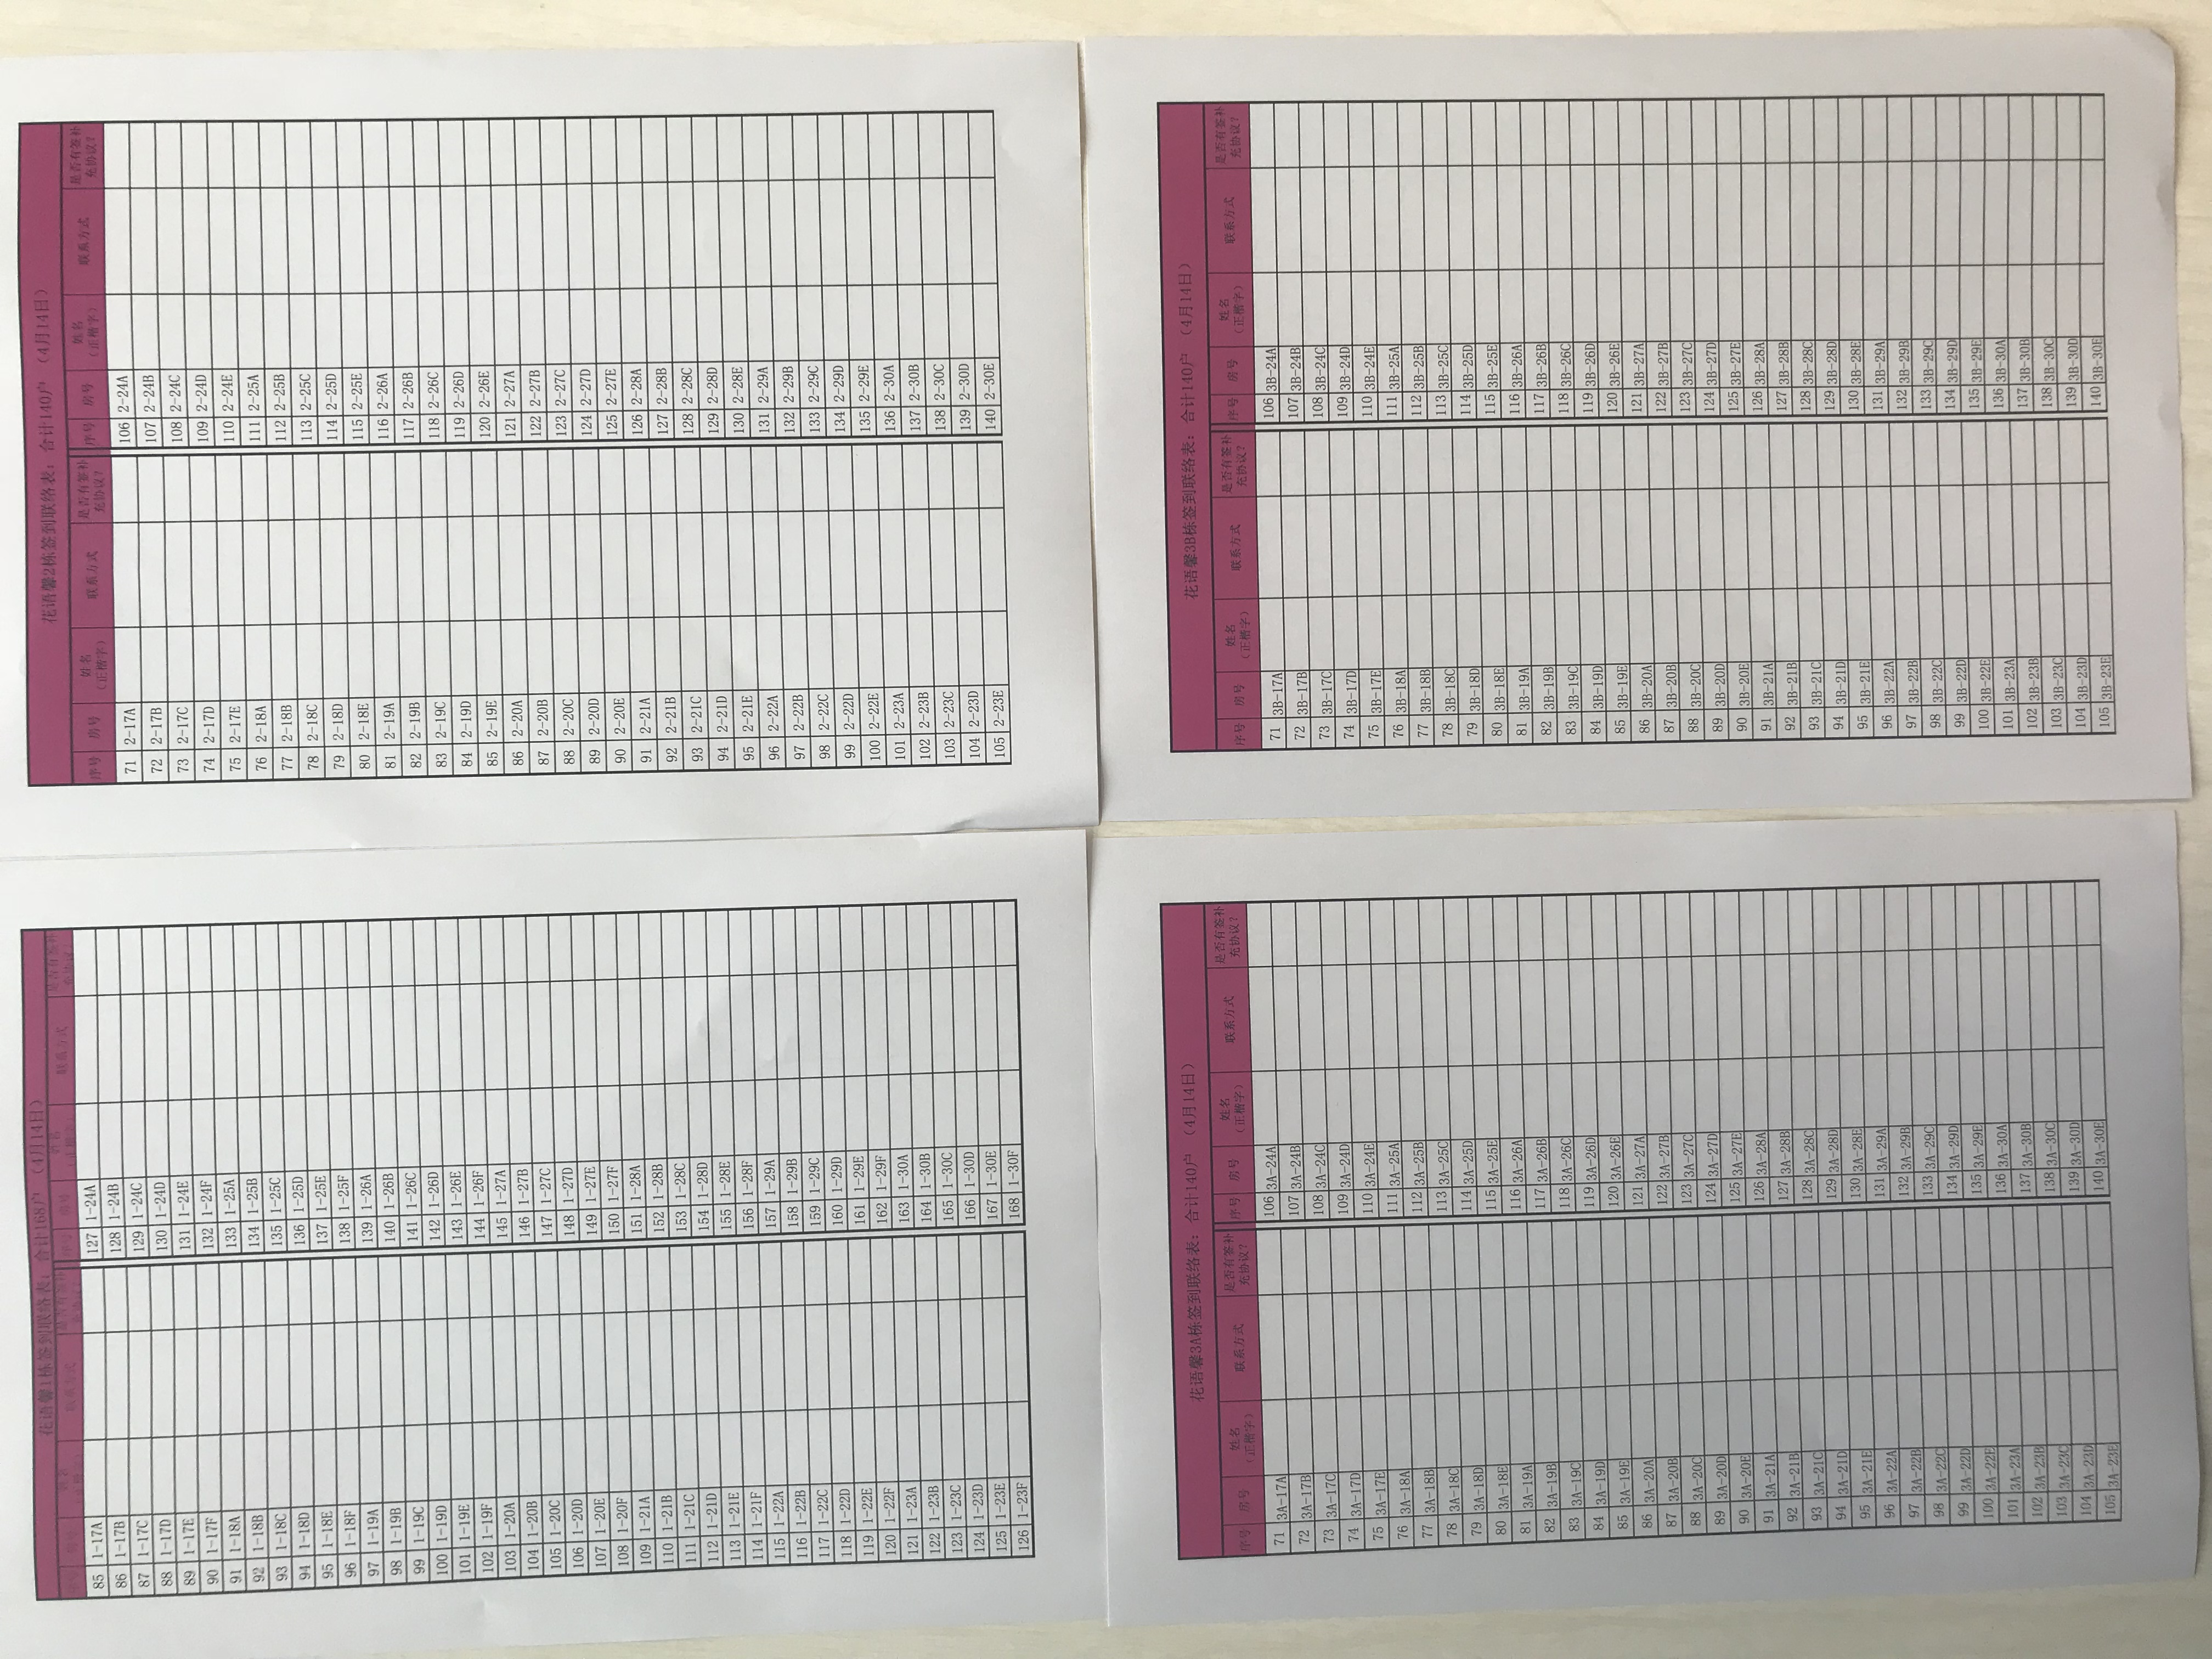 花语馨1栋签到联络表：合计168户 （4月14日）
序号 房号 姓名（正楷字） 联系方式 是否有签补充协议？ 序号 房号 姓名（正楷字） 联系方式 是否有签补充协议？
85 1-17A 127 1-24A
86 1-17B 128 1-24B
87 1-17C 129 1-24C
88 1-17D 130 1-24D
89 1-17E 131 1-24E
90 1-17F 132 1-24F
91 1-18A 133 1-25A
92 1-18B 134 1-25B
93 1-18C 135 1-25C
94 1-18D 136 1-25D
95 1-18E 137 1-25E
96 1-18F 138 1-25F
97 1-19A 139 1-26A
98 1-19B 140 1-26B
99 1-19C 141 1-26C
100 1-19D 142 1-26D
101 1-19E 143 1-26E
102 1-19F 144 1-26F
103 1-20A 145 1-27A
104 1-20B 146 1-27B
105 1-20C 147 1-27C
106 1-20D 148 1-27D
107 1-20E 149 1-27E
108 1-20F 150 1-27F
109 1-21A 151 1-28A
110 1-21B 152 1-28B
111 1-21C 153 1-28C
112 1-21D 154 1-28D
113 1-21E 155 1-28E
114 1-21F 156 1-28F
115 1-22A 157 1-29A
116 1-22B 158 1-29B
117 1-22C 159 1-29C
118 1-22D 160 1-29D
119 1-22E 161 1-29E
120 1-22F 162 1-29F
121 1-23A 163 1-30A
122 1-23B 164 1-30B
123 1-23C 165 1-30C
124 1-23D 166 1-30D
125 1-23E 167 1-30E
126 1-23F 168 1-30F
花语馨2栋签到联络表：合计140户 （4月14日）
序号 房号 姓名（正楷字） 联系方式 是否有签补充协议？ 序号 房号 姓名（正楷字） 联系方式 是否有签补充协议？
71 2-17A 106 2-24A
72 2-17B 107 2-24B
73 2-17C 108 2-24C
74 2-17D 109 2-24D
75 2-17E 110 2-24E
76 2-18A 111 2-25A
77 2-18B 112 2-25B
78 2-18C 113 2-25C
79 2-18D 114 2-25D
80 2-18E 115 2-25E
81 2-19A 116 2-26A
82 2-19B 117 2-26B
83 2-19C 118 2-26C
84 2-19D 119 2-26D
85 2-19E 120 2-26E
86 2-20A 121 2-27A
87 2-20B 122 2-27B
88 2-20C 123 2-27C
89 2-20D 124 2-27D
90 2-20E 125 2-27E
91 2-21A 126 2-28A
92 2-21B 127 2-28B
93 2-21C 128 2-28C
94 2-21D 129 2-28D
95 2-21E 130 2-28E
96 2-22A 131 2-29A
97 2-22B 132 2-29B
98 2-22C 133 2-29C
99 2-22D 134 2-29D
100 2-22E 135 2-29E
101 2-23A 136 2-30A
102 2-23B 137 2-30B
103 2-23C 138 2-30C
104 2-23D 139 2-30D
105 2-23E 140 2-30E
花语馨3A栋签到联络表：合计140户 （4月14日）
序号 房号 姓名（正楷字） 联系方式 是否有签补充协议？ 序号 房号 姓名（正楷字） 联系方式 是否有签补充协议？
71 3A-17A 106 3A-24A
72 3A-17B 107 3A-24B
73 3A-17C 108 3A-24C
74 3A-17D 109 3A-24D
75 3A-17E 110 3A-24E
76 3A-18A 111 3A-25A
77 3A-18B 112 3A-25B
78 3A-18C 113 3A-25C
79 3A-18D 114 3A-25D
80 3A-18E 115 3A-25E
81 3A-19A 116 3A-26A
82 3A-19B 117 3A-26B
83 3A-19C 118 3A-26C
84 3A-19D 119 3A-26D
85 3A-19E 120 3A-26E
86 3A-20A 121 3A-27A
87 3A-20B 122 3A-27B
88 3A-20C 123 3A-27C
89 3A-20D 124 3A-27D
90 3A-20E 125 3A-27E
91 3A-21A 126 3A-28A
92 3A-21B 127 3A-28B
93 3A-21C 128 3A-28C
94 3A-21D 129 3A-28D
95 3A-21E 130 3A-28E
96 3A-22A 131 3A-29A
97 3A-22B 132 3A-29B
98 3A-22C 133 3A-29C
99 3A-22D 134 3A-29D
100 3A-22E 135 3A-29E
101 3A-23A 136 3A-30A
102 3A-23B 137 3A-30B
103 3A-23C 138 3A-30C
104 3A-23D 139 3A-30D
105 3A-23E 140 3A-30E
花语馨3B栋签到联络表：合计140户 （4月14日）
序号 房号 姓名（正楷字） 联系方式 是否有签补充协议？ 序号 房号 姓名（正楷字） 联系方式 是否有签补充协议？
71 3B-17A 106 3B-24A
72 3B-17B 107 3B-24B
73 3B-17C 108 3B-24C
74 3B-17D 109 3B-24D
75 3B-17E 110 3B-24E
76 3B-18A 111 3B-25A
77 3B-18B 112 3B-25B
78 3B-18C 113 3B-25C
79 3B-18D 114 3B-25D
80 3B-18E 115 3B-25E
81 3B-19A 116 3B-26A
82 3B-19B 117 3B-26B
83 3B-19C 118 3B-26C
84 3B-19D 119 3B-26D
85 3B-19E 120 3B-26E
86 3B-20A 121 3B-27A
87 3B-20B 122 3B-27B
88 3B-20C 123 3B-27C
89 3B-20D 124 3B-27D
90 3B-20E 125 3B-27E
91 3B-21A 126 3B-28A
92 3B-21B 127 3B-28B
93 3B-21C 128 3B-28C
94 3B-21D 129 3B-28D
95 3B-21E 130 3B-28E
96 3B-22A 131 3B-29A
97 3B-22B 132 3B-29B
98 3B-22C 133 3B-29C
99 3B-22D 134 3B-29D
100 3B-22E 135 3B-29E
101 3B-23A 136 3B-30A
102 3B-23B 137 3B-30B
103 3B-23C 138 3B-30C
104 3B-23D 139 3B-30D
105 3B-23E 140 3B-30E